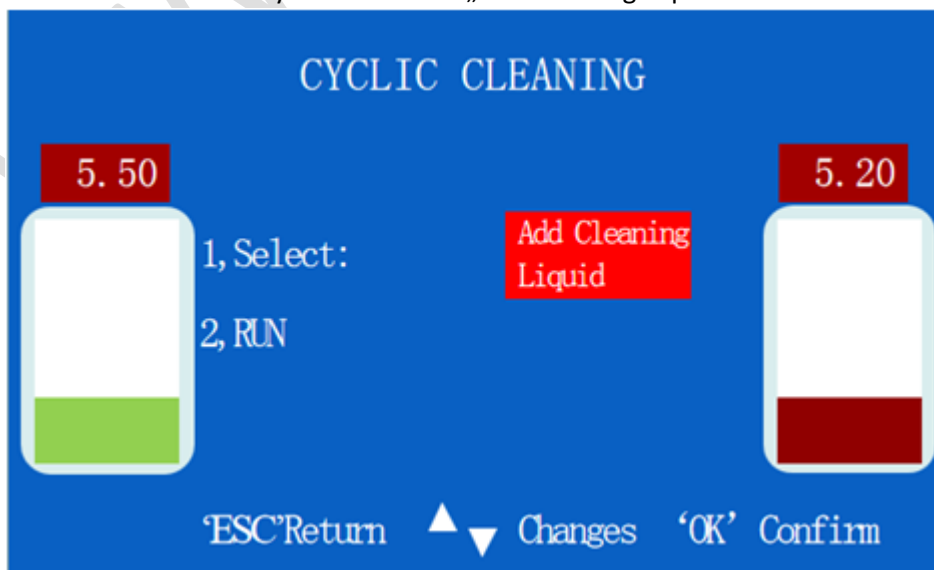 CYCLIC CLEANING
5.50
5.20
1,Select:
Add Cleaning
Liquid
2,RUN
‘ESC’Return ▲▼ Changes ‘OK’ Confirm